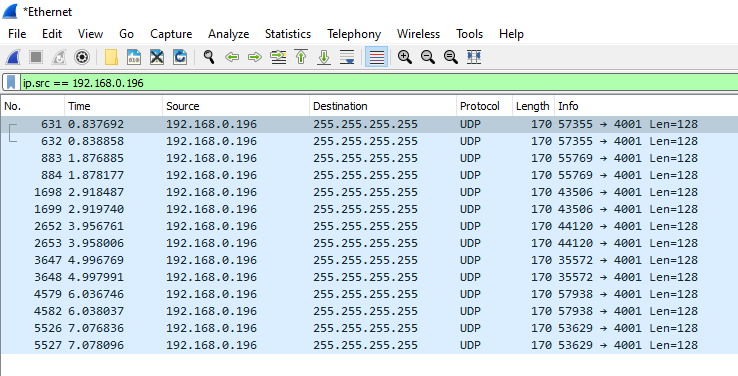 *Ethernet
File Edit View Go Capture Analyze Statistics Telephony Wireless Tools Help
ip.src == 192.168.0.196
No. Time Source Destination Protocol Length Info
631 0.837692 192.168.0.196 255.255.255.255 UDP 170 57355 → 4001 Len=128
632 0.838858 192.168.0.196 255.255.255.255 UDP 170 57355 → 4001 Len=128
883 1.876885 192.168.0.196 255.255.255.255 UDP 170 55769 → 4001 Len=128
884 1.878177 192.168.0.196 255.255.255.255 UDP 170 55769 → 4001 Len=128
1698 2.918487 192.168.0.196 255.255.255.255 UDP 170 43506 → 4001 Len=128
1699 2.919740 192.168.0.196 255.255.255.255 UDP 170 43506 → 4001 Len=128
2652 3.956761 192.168.0.196 255.255.255.255 UDP 170 44120 → 4001 Len=128
2653 3.958006 192.168.0.196 255.255.255.255 UDP 170 44120 → 4001 Len=128
3647 4.996769 192.168.0.196 255.255.255.255 UDP 170 35572 → 4001 Len=128
3648 4.997991 192.168.0.196 255.255.255.255 UDP 170 35572 → 4001 Len=128
4579 6.036746 192.168.0.196 255.255.255.255 UDP 170 57938 → 4001 Len=128
4582 6.038037 192.168.0.196 255.255.255.255 UDP 170 57938 → 4001 Len=128
5526 7.076836 192.168.0.196 255.255.255.255 UDP 170 53629 → 4001 Len=128
5527 7.078096 192.168.0.196 255.255.255.255 UDP 170 53629 → 4001 Len=128